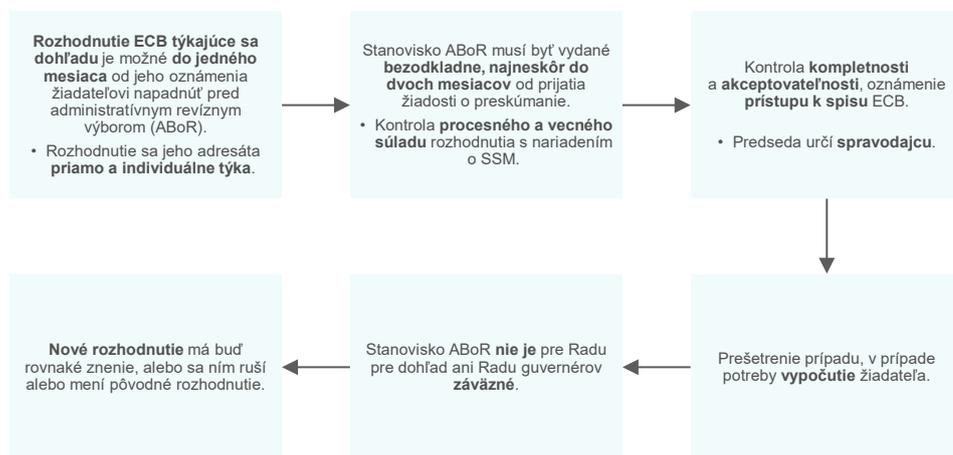 Rozhodnutie ECB týkajúce sa
dohľadu je možné do jedného
mesiaca od jeho oznámenia
žiadateľovi napadnúť pred
administratívnym revíznym
výborom (ABoR).
• Rozhodnutie sa jeho adresáta
priamo a individuálne týka.
Stanovisko ABoR musí byť vydané
bezodkladne, najneskôr do
dvoch mesiacov od prijatia
žiadosti o preskúmanie.
• Kontrola procesného a vecného
súladu rozhodnutia s nariadením
o SSM.
Kontrola kompletnosti
a akceptovateľnosti, oznámenie
prístupu k spisu ECB.
• Predseda určí spravodajcu.
Prešetrenie prípadu, v prípade
potreby vypočutie žiadateľa.
Stanovisko ABoR nie je pre Radu
pre dohľad ani Radu guvernérov
záväzné.
Nové rozhodnutie má buď
rovnaké znenie, alebo sa ním ruší
alebo mení pôvodné rozhodnutie.